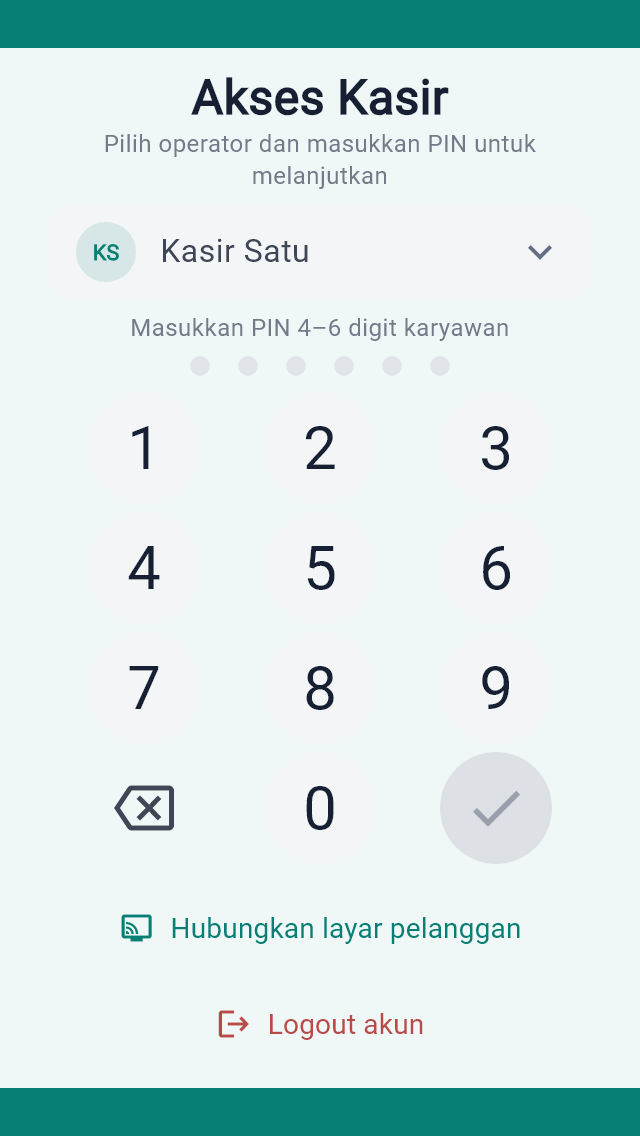 Akses Kasir
Pilih operator dan masukkan PIN untuk
melanjutkan
KS Kasir Satu
Masukkan PIN 4–6 digit karyawan
1 2 3
4 5 6
7 8 9
0
Hubungkan layar pelanggan
Logout akun